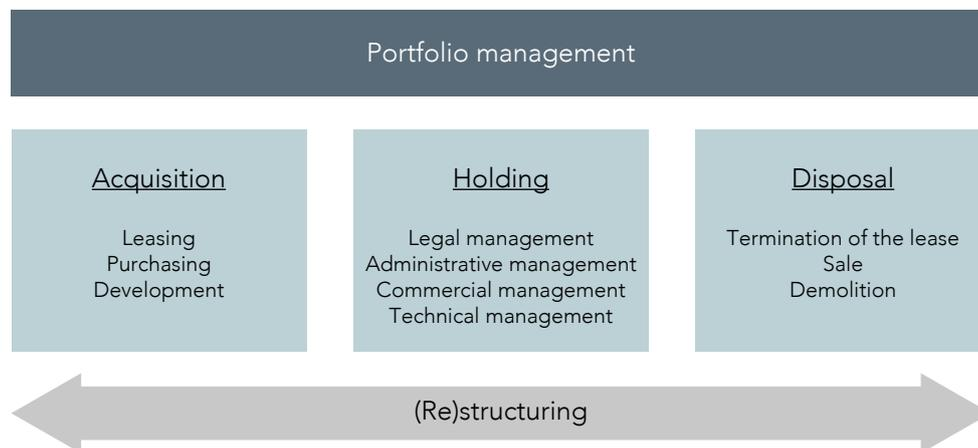 Portfolio management
Acquisition
Leasing
Purchasing
Development
Holding
Legal management
Administrative management
Commercial management
Technical management
Disposal
Termination of the lease
Sale
Demolition
(Re)structuring